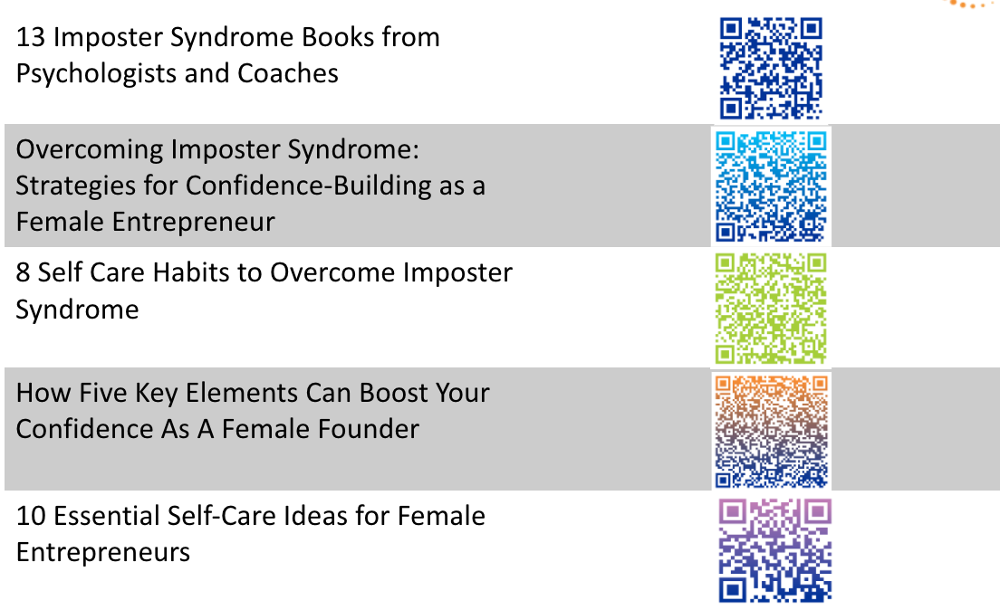 13 Imposter Syndrome Books from
Psychologists and Coaches
Overcoming Imposter Syndrome:
Strategies for Confidence-Building as a
Female Entrepreneur
8 Self Care Habits to Overcome Imposter
Syndrome
How Five Key Elements Can Boost Your
Confidence As A Female Founder
10 Essential Self-Care Ideas for Female
Entrepreneurs